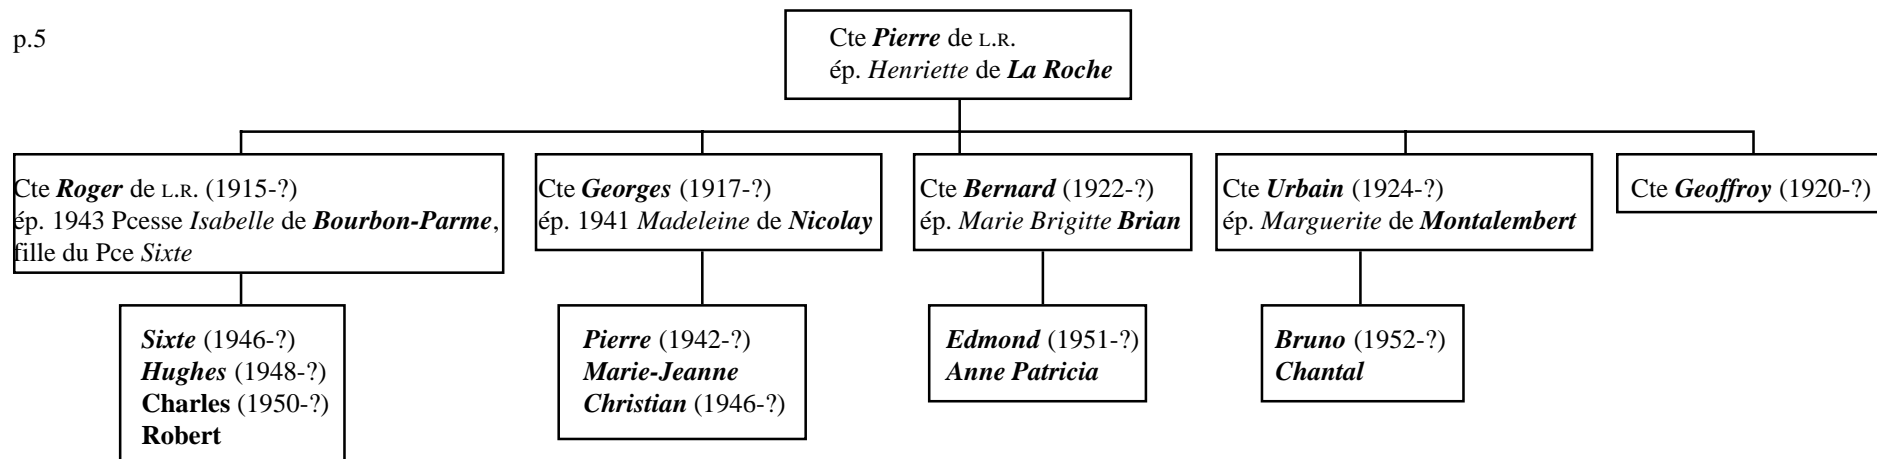 p.5
Cte Pierre de L.R.
ép. Henriette de La Roche
Cte Roger de L.R. (1915-?)
ép. 1943 Pcesse Isabelle de Bourbon-Parme,
fille du Pce Sixte
Cte Georges (1917-?)
ép. 1941 Madeleine de Nicolay
Cte Bernard (1922-?)
ép. Marie Brigitte Brian
Cte Urbain (1924-?)
ép. Marguerite de Montalembert
Cte Geoffroy (1920-?)
Sixte (1946-?)
Hughes (1948-?)
Charles (1950-?)
Robert
Pierre (1942-?)
Marie-Jeanne
Christian (1946-?)
Edmond (1951-?)
Anne Patricia
Bruno (1952-?)
Chantal